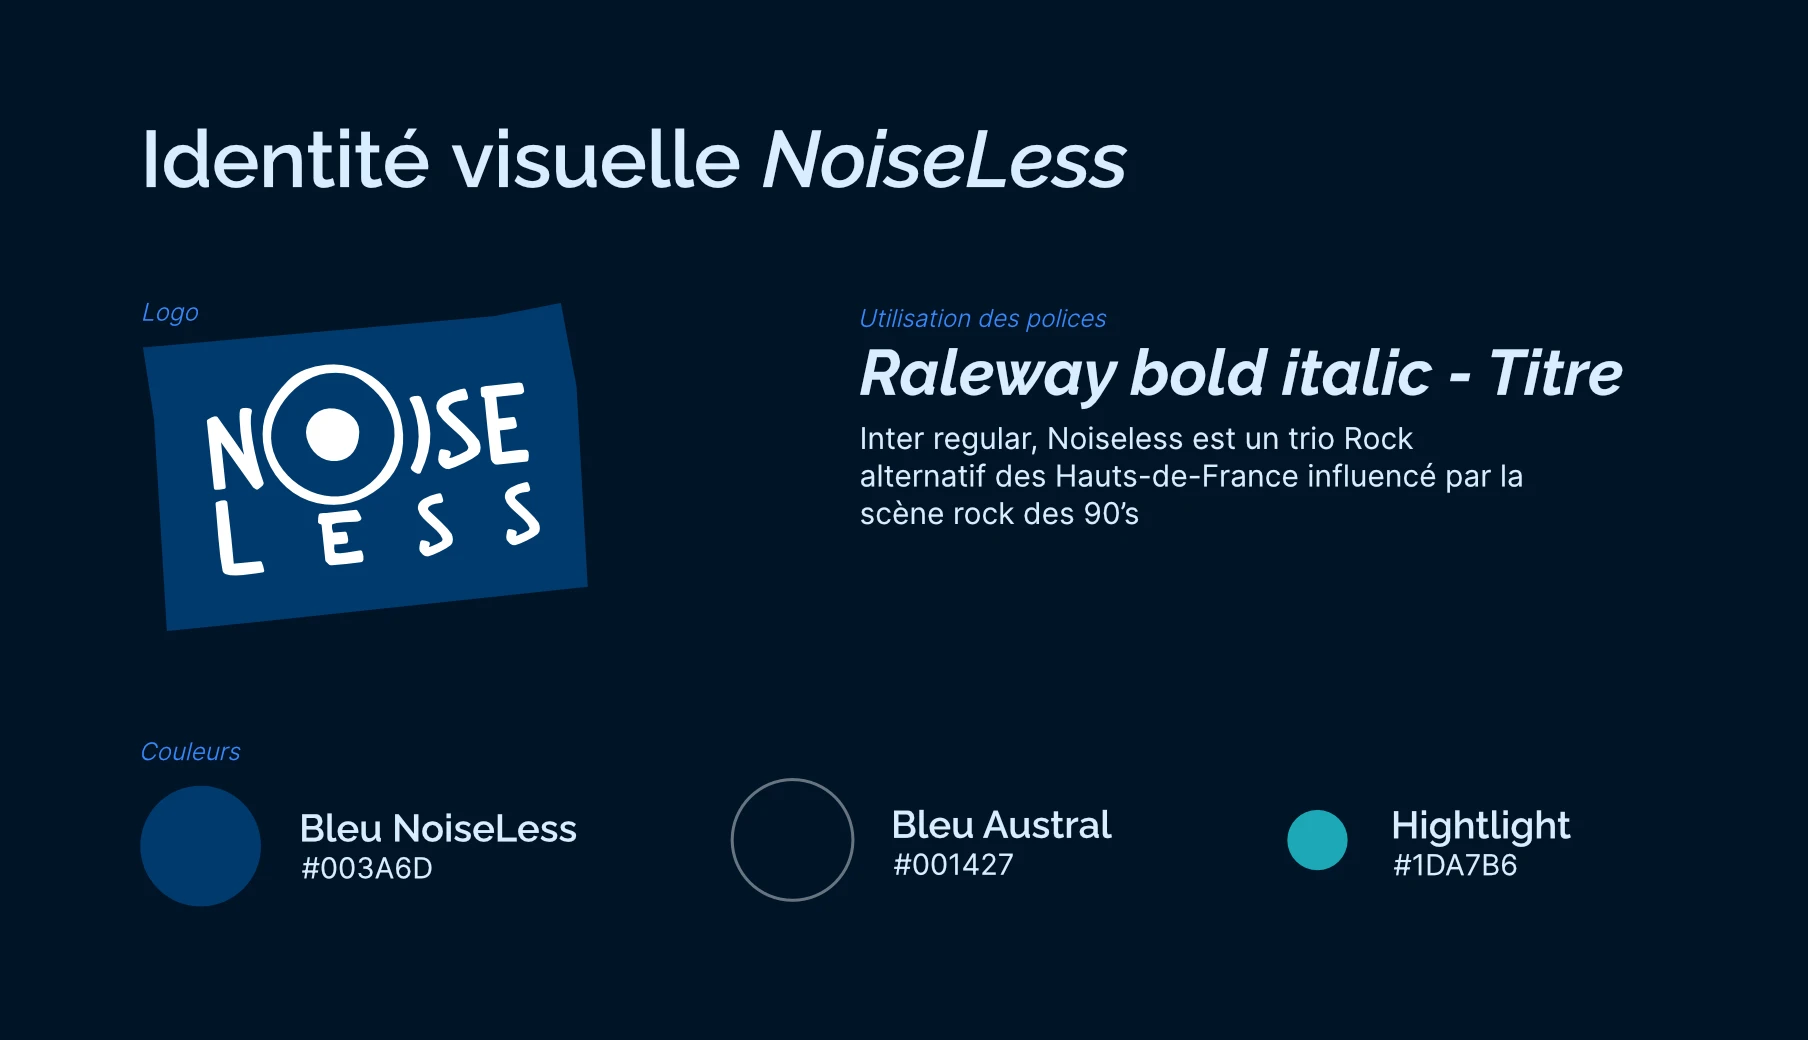 Identité visuelle NoiseLess
Logo
NOISE
LESS
Utilisation des polices
Raleway bold italic - Titre
Inter regular, Noiseless est un trio Rock
alternatif des Hauts-de-France influencé par la
scène rock des 90’s
Couleurs
Bleu NoiseLess
#003A6D
Bleu Austral
#001427
Hightlight
#1DA7B6